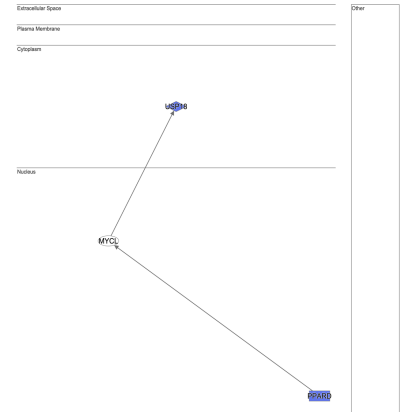 Extracellular Space
Other
Plasma Membrane
Cytoplasm
USP18
Nucleus
MYCL
PPARD